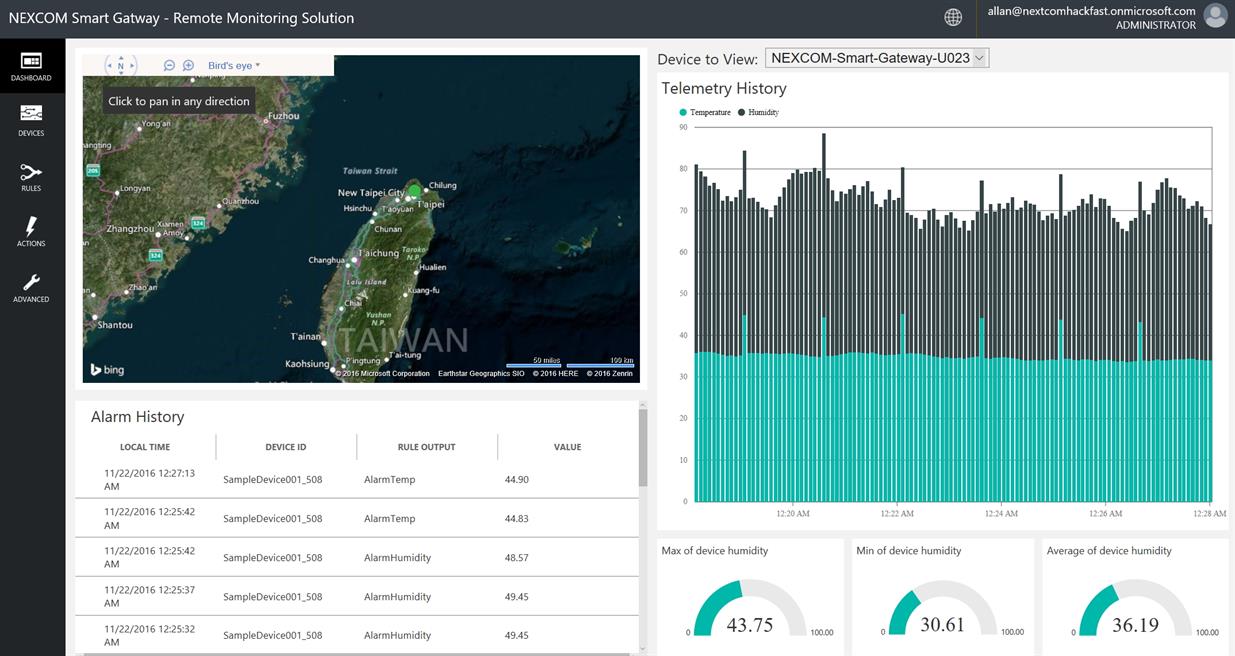 NEXCOM Smart Gatway - Remote Monitoring Solution
allan@nextcomhackfast.onmicrosoft.com
ADMINISTRATOR
DASHBOARD
DEVICES
RULES
ACTIONS
ADVANCED
N
Bird's eye
Click to pan in any direction
Fuzhou
Yong'an
205
Longyan
Quanzhou
324
Zhangzhou
Xiamen
Amoy
324
Zhao'an
Shantou
Taiwan Strait
New Taipei City
Chilung
T'aipei
Hsinchu
T'aoyuan
Chunan
Changhua
T'aichung
Taroko
N.P.
Hualien
Lalu Island
Kuang-fu
Chiai
Yushan
N.P.
T'ainan
TAIWAN
T'ai-tung
P'ingtung
Kaohsiung
50 miles
100 km
bing
© 2016 Microsoft Corporation Earthstar Geographics SIO © 2016 HERE © 2016 Zenrin
Alarm History
LOCAL TIME DEVICE ID RULE OUTPUT VALUE
11/22/2016 12:27:13
AM
SampleDevice001_508 AlarmTemp 44.90
11/22/2016 12:25:42
AM
SampleDevice001_508 AlarmTemp 44.83
11/22/2016 12:25:42
AM
SampleDevice001_508 AlarmHumidity 48.57
11/22/2016 12:25:37
AM
SampleDevice001_508 AlarmHumidity 49.45
11/22/2016 12:25:32
AM
SampleDevice001_508 AlarmHumidity 49.45
Device to View: NEXCOM-Smart-Gateway-U023
Telemetry History
Temperature Humidity
90
80
70
60
50
40
30
20
10
0
12:20 AM 12:22 AM 12:24 AM 12:26 AM 12:28 AM
Max of device humidity
0 43.75 100.00
Min of device humidity
0 30.61 100.00
Average of device humidity
0 36.19 100.00